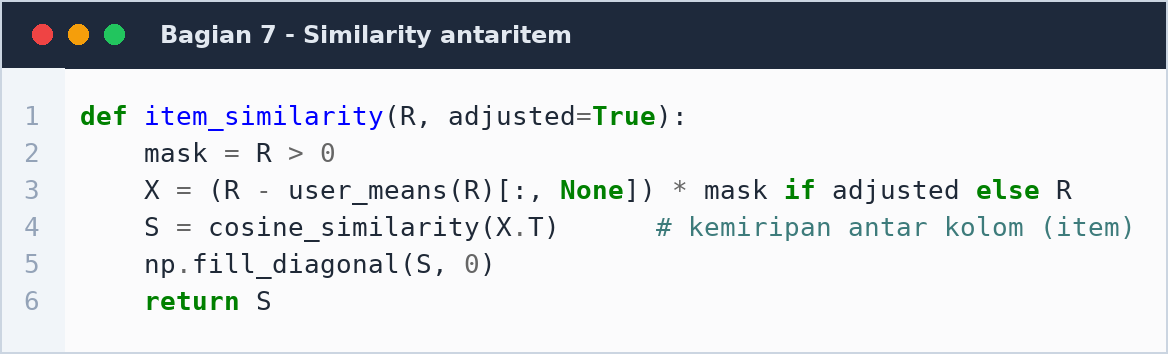 Bagian 7 - Similarity antaritem
1 def item_similarity(R, adjusted=True):
2     mask = R > 0
3     X = (R - user_means(R)[:, None]) * mask if adjusted else R
4     S = cosine_similarity(X.T)      # kemiripan antar kolom (item)
5     np.fill_diagonal(S, 0)
6     return S